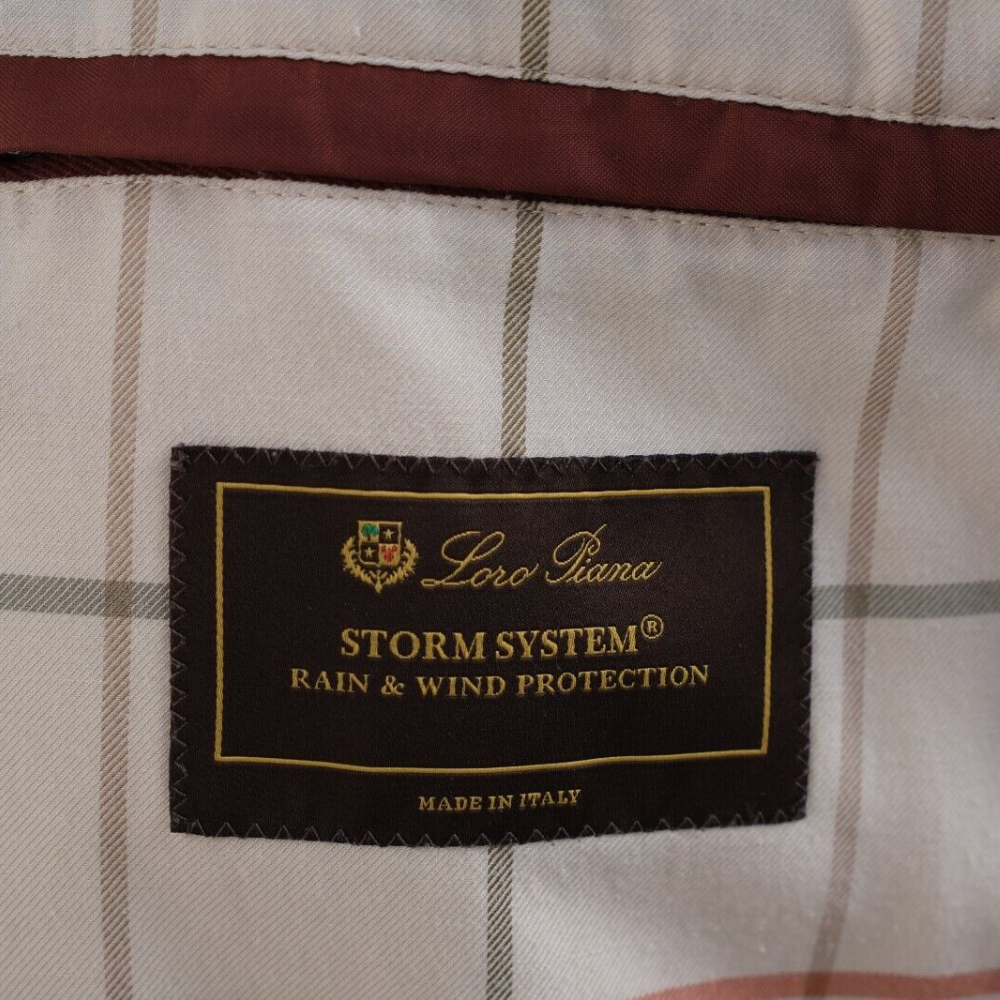 Loro Piana
STORM SYSTEM®
RAIN & WIND PROTECTION
MADE IN ITALY